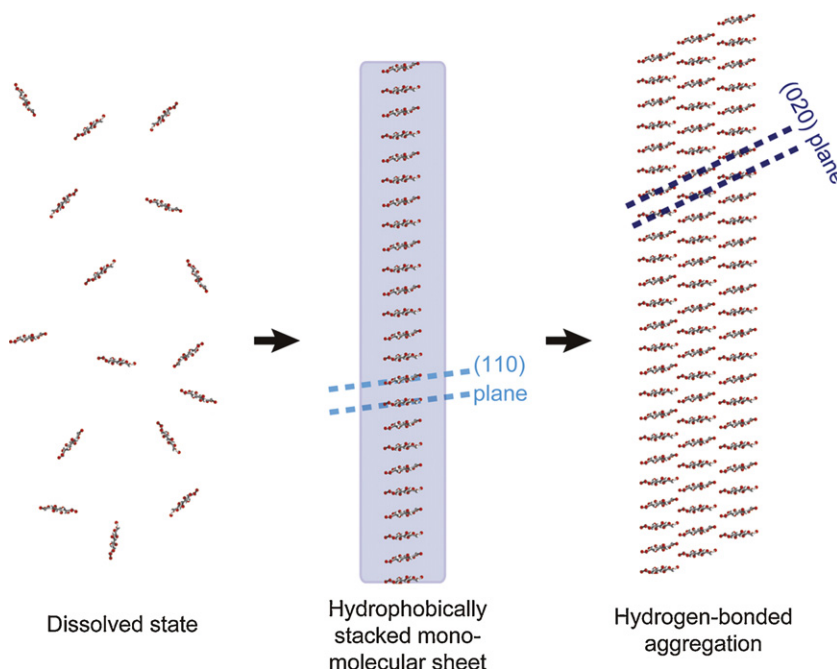 (020) plane
(110)
plane
Dissolved state
Hydrophobically
stacked mono-
molecular sheet
Hydrogen-bonded
aggregation